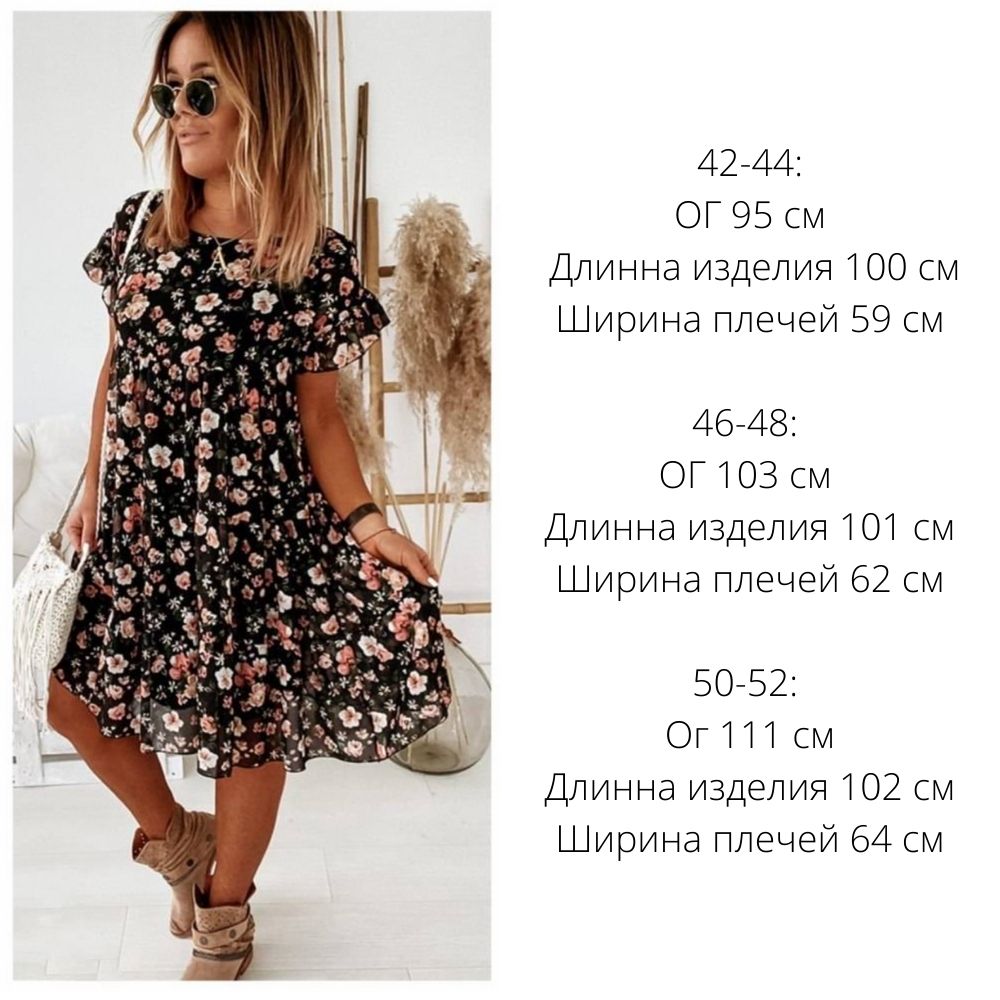 42-44:
ОГ 95 см
Длинна изделия 100 см
Ширина плечей 59 см
46-48:
ОГ 103 см
Длинна изделия 101 см
Ширина плечей 62 см
50-52:
Ог 111 см
Длинна изделия 102 см
Ширина плечей 64 см